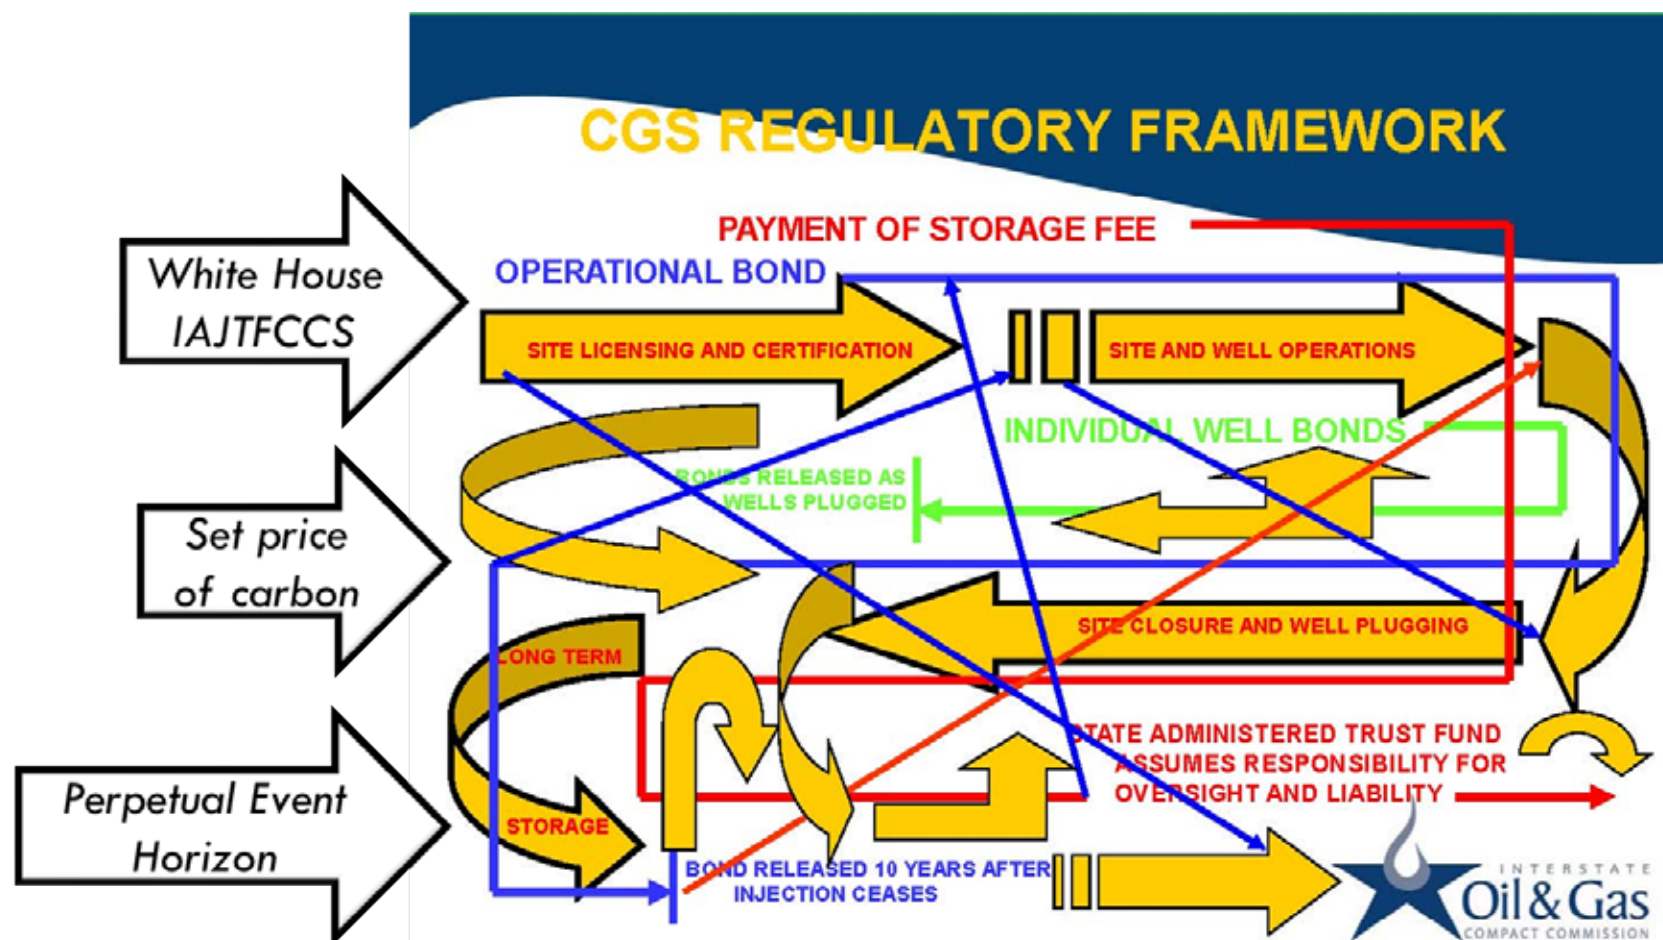 CGS REGULATORY FRAMEWORK
PAYMENT OF STORAGE FEE
White House
IAJTFCCS
OPERATIONAL BOND
SITE LICENSING AND CERTIFICATION
SITE AND WELL OPERATIONS
INDIVIDUAL WELL BONDS
BONDS RELEASED AS
WELLS PLUGGED
Set price
of carbon
SITE CLOSURE AND WELL PLUGGING
LONG TERM
STATE ADMINISTERED TRUST FUND
ASSUMES RESPONSIBILITY FOR
OVERSIGHT AND LIABILITY
Perpetual Event
Horizon
STORAGE
BOND RELEASED 10 YEARS AFTER
INJECTION CEASES
INTERSTATE
Oil & Gas
COMPACT COMMISSION